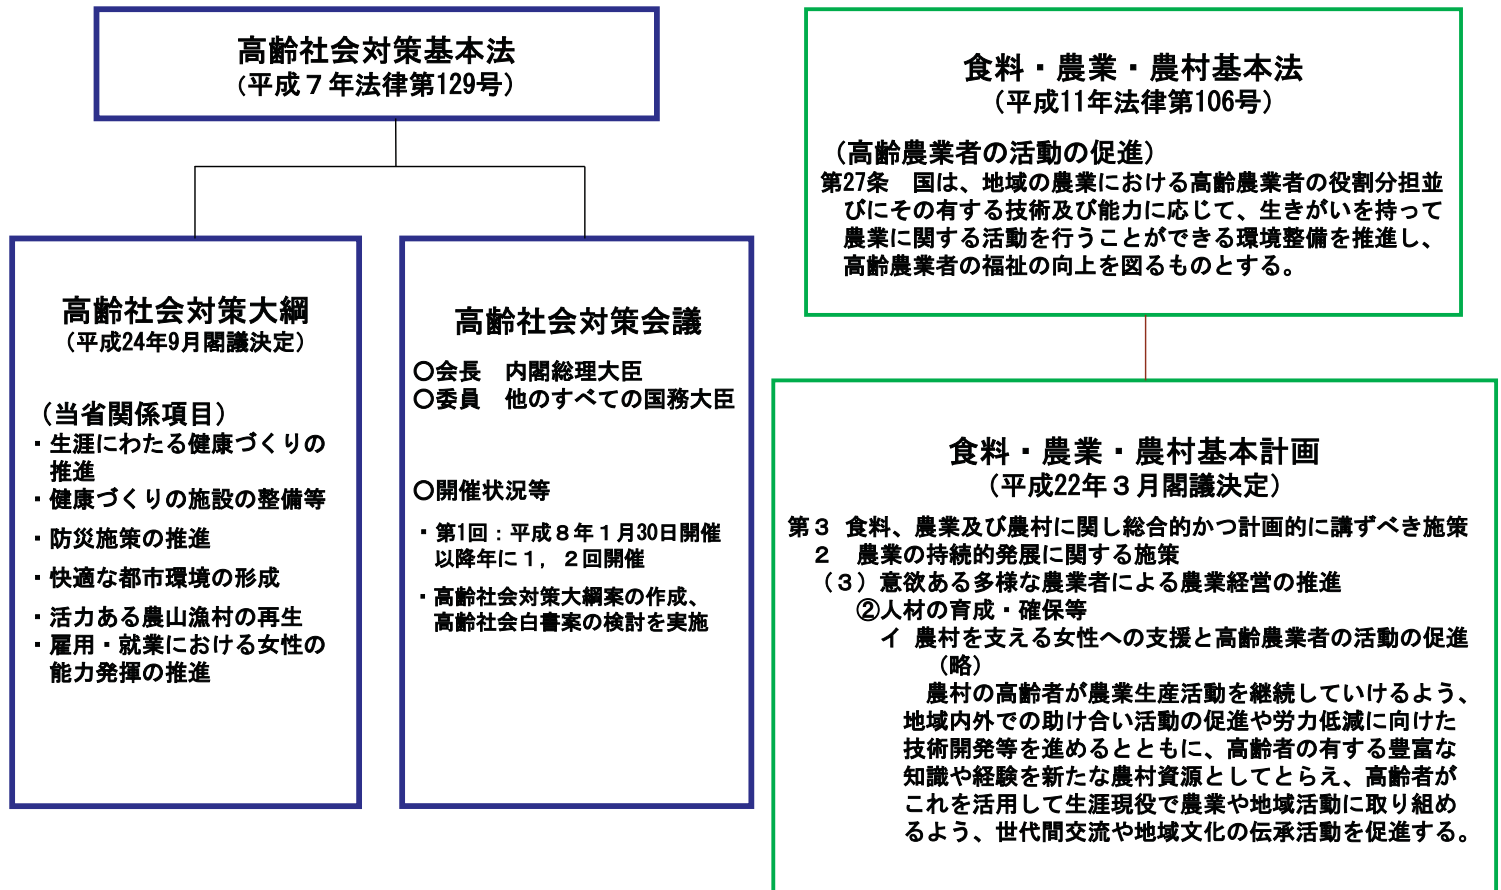 高齢社会対策基本法
(平成７年法律第129号)
高齢社会対策大綱
(平成24年9月閣議決定)
(当省関係項目)
・生涯にわたる健康づくりの
推進
・健康づくりの施設の整備等
・防災施策の推進
・快適な都市環境の形成
・活力ある農山漁村の再生
・雇用・就業における女性の
能力発揮の推進
高齢社会対策会議
○会長　内閣総理大臣
○委員　他のすべての国務大臣
○開催状況等
・第1回：平成８年１月30日開催
以降年に１，２回開催
・高齢社会対策大綱案の作成、
高齢社会白書案の検討を実施
食料・農業・農村基本法
(平成11年法律第106号)
(高齢農業者の活動の促進)
第27条　国は、地域の農業における高齢農業者の役割分担並
びにその有する技術及び能力に応じて、生きがいを持って
農業に関する活動を行うことができる環境整備を推進し、
高齢農業者の福祉の向上を図るものとする。
食料・農業・農村基本計画
(平成22年３月閣議決定)
第３ 食料、農業及び農村に関し総合的かつ計画的に講ずべき施策
２　農業の持続的発展に関する施策
（３）意欲ある多様な農業者による農業経営の推進
②人材の育成・確保等
イ 農村を支える女性への支援と高齢農業者の活動の促進
(略)
農村の高齢者が農業生産活動を継続していけるよう、
地域内外での助け合い活動の促進や労力低減に向けた
技術開発等を進めるとともに、高齢者の有する豊富な
知識や経験を新たな農村資源としてとらえ、高齢者が
これを活用して生涯現役で農業や地域活動に取り組め
るよう、世代間交流や地域文化の伝承活動を促進する。